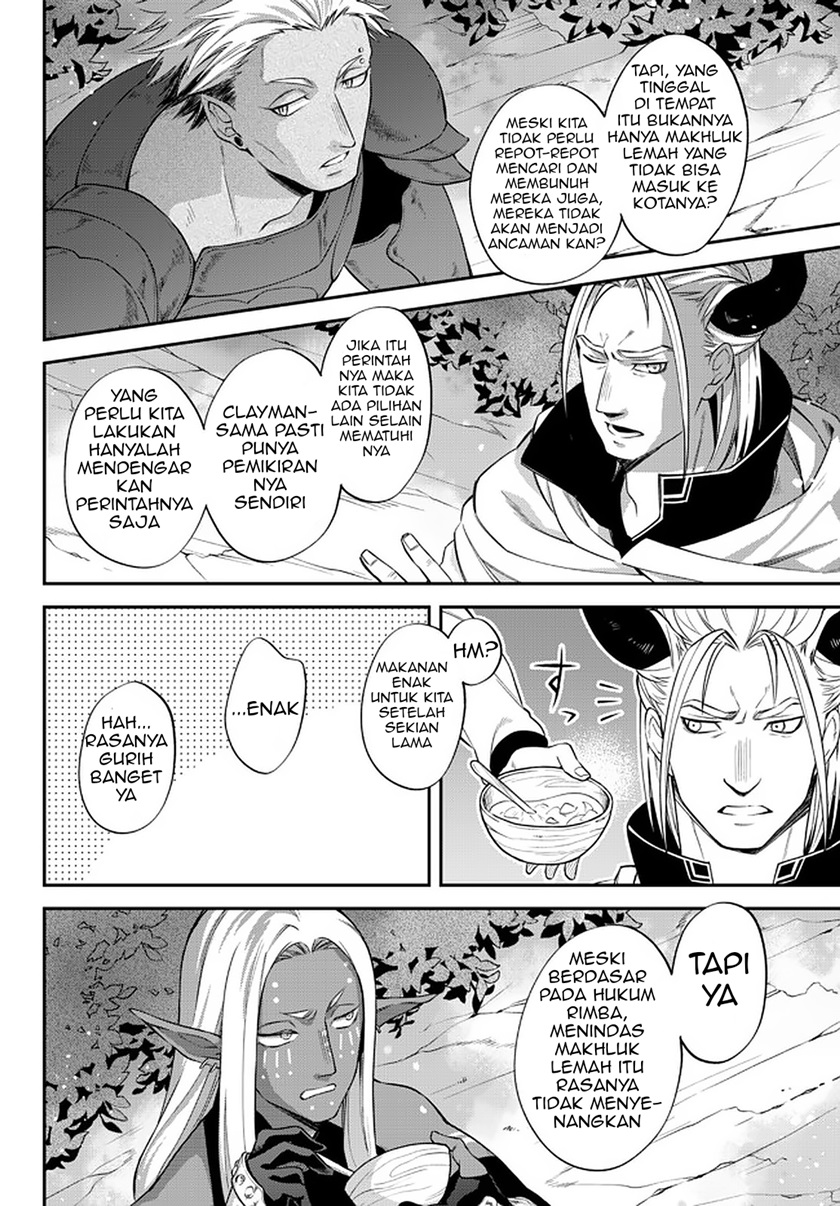 TAPI, YANG
TINGGAL
DI TEMPAT
ITU BUKANNYA
HANYA MAKHLUK
LEMAH YANG
TIDAK BISA
MASUK KE
KOTANYA?
MESKI KITA
TIDAK PERLU
REPOT-REPOT
MENCARI DAN
MEMBUNUH
MEREKA JUGA,
MEREKA TIDAK
AKAN MENJADI
ANCAMAN KAN?
JIKA ITU
PERINTAH
NYA MAKA
KITA TIDAK
ADA PILIHAN
LAIN SELAIN
MEMATUHI
NYA
CLAYMAN-
SAMA PASTI
PUNYA
PEMIKIRAN
NYA
SENDIRI
YANG
PERLU KITA
LAKUKAN
HANYALAH
MENDENGAR
KAN
PERINTAHNYA
SAJA
すっ
HM?
MAKANAN
ENAK
UNTUK KITA
SETELAH
SEKIAN
LAMA
...ENAK
HAH...
RASANYA
GURIH
BANGET
YA
TAPI
YA
MESKI
BERDASAR
PADA HUKUM
RIMBA,
MENINDAS
MAKHLUK
LEMAH ITU
RASANYA
TIDAK MENYE-
NANGKAN